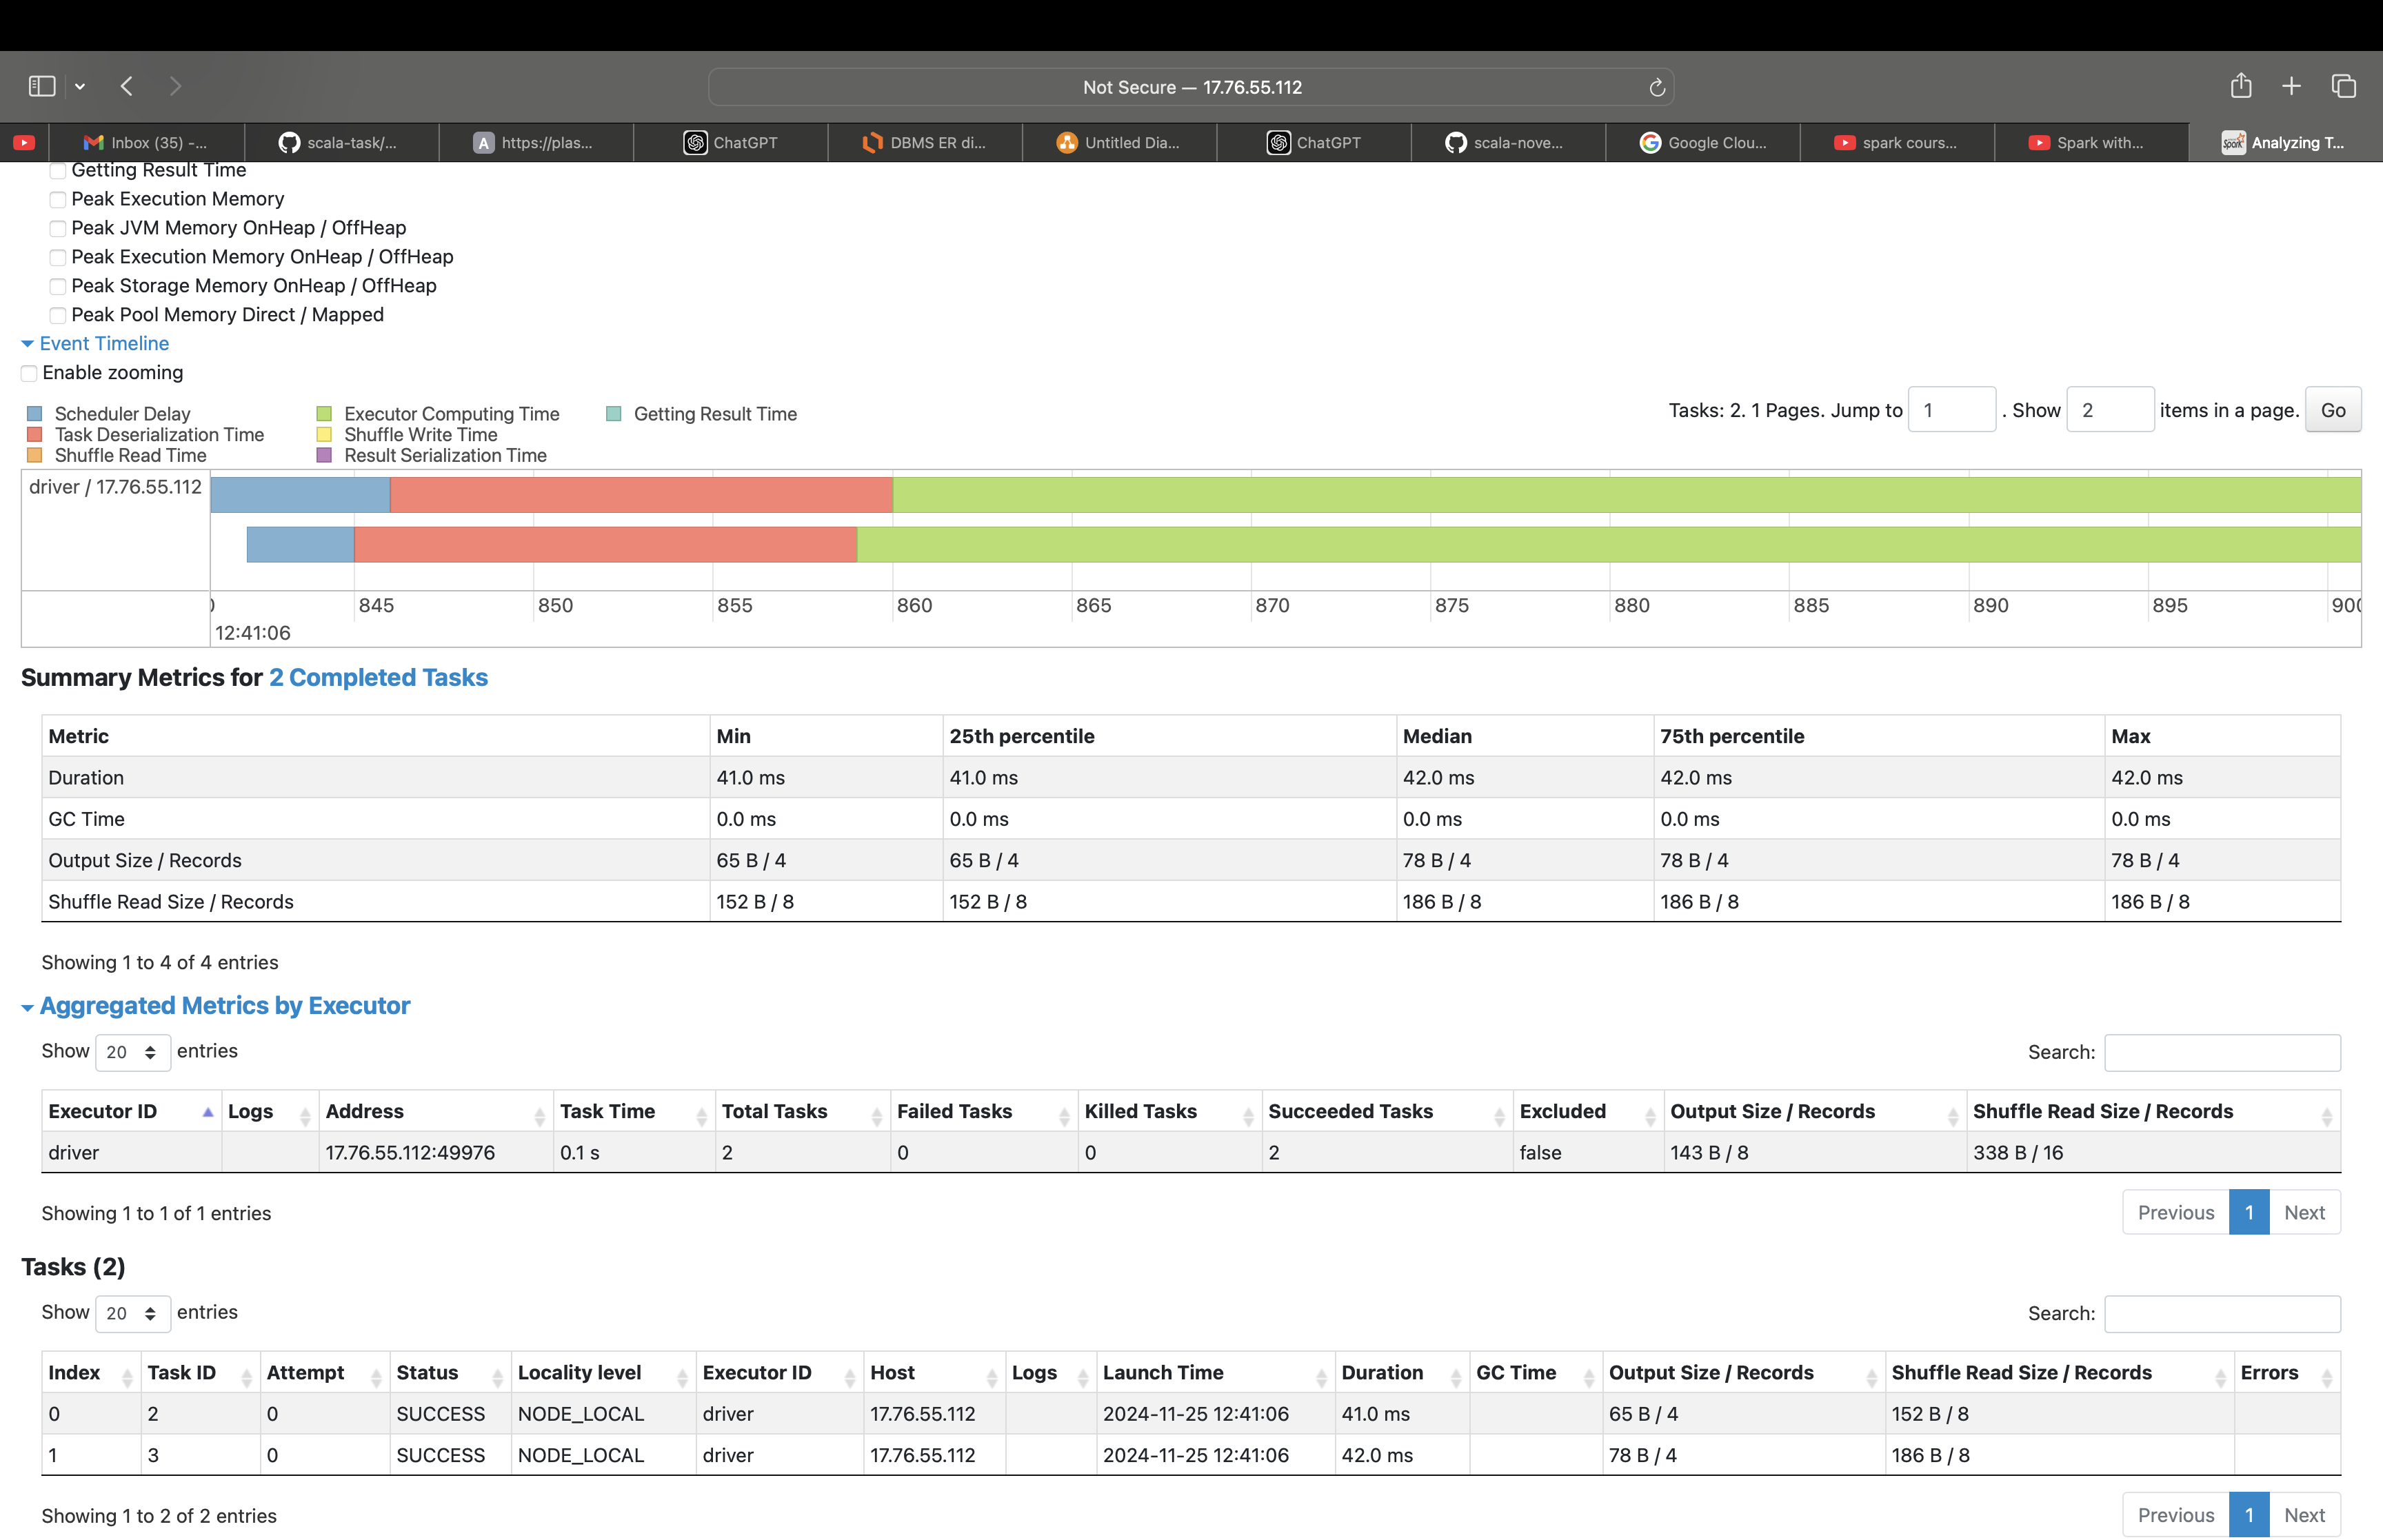 Not Secure — 17.76.55.112
Inbox (35) -...
scala-task/...
https://plas...
ChatGPT
DBMS ER di...
Untitled Dia...
ChatGPT
scala-nove...
Google Clou...
spark cours...
Spark with...
Analyzing T...
Getting Result Time
Peak Execution Memory
Peak JVM Memory OnHeap / OffHeap
Peak Execution Memory OnHeap / OffHeap
Peak Storage Memory OnHeap / OffHeap
Peak Pool Memory Direct / Mapped
Event Timeline
Enable zooming
Scheduler Delay Executor Computing Time Getting Result Time
Task Deserialization Time Shuffle Write Time
Shuffle Read Time Result Serialization Time
Tasks: 2. 1 Pages. Jump to 1 . Show 2 items in a page. Go
driver / 17.76.55.112
845 850 855 860 865 870 875 880 885 890 895 900
12:41:06
Summary Metrics for 2 Completed Tasks
Metric Min 25th percentile Median 75th percentile Max
Duration 41.0 ms 41.0 ms 42.0 ms 42.0 ms 42.0 ms
GC Time 0.0 ms 0.0 ms 0.0 ms 0.0 ms 0.0 ms
Output Size / Records 65 B / 4 65 B / 4 78 B / 4 78 B / 4 78 B / 4
Shuffle Read Size / Records 152 B / 8 152 B / 8 186 B / 8 186 B / 8 186 B / 8
Showing 1 to 4 of 4 entries
Aggregated Metrics by Executor
Show 20 entries Search:
Executor ID Logs Address Task Time Total Tasks Failed Tasks Killed Tasks Succeeded Tasks Excluded Output Size / Records Shuffle Read Size / Records
driver 17.76.55.112:49976 0.1 s 2 0 0 2 false 143 B / 8 338 B / 16
Showing 1 to 1 of 1 entries Previous 1 Next
Tasks (2)
Show 20 entries Search:
Index Task ID Attempt Status Locality level Executor ID Host Logs Launch Time Duration GC Time Output Size / Records Shuffle Read Size / Records Errors
0 2 0 SUCCESS NODE_LOCAL driver 17.76.55.112 2024-11-25 12:41:06 41.0 ms 65 B / 4 152 B / 8
1 3 0 SUCCESS NODE_LOCAL driver 17.76.55.112 2024-11-25 12:41:06 42.0 ms 78 B / 4 186 B / 8
Showing 1 to 2 of 2 entries Previous 1 Next